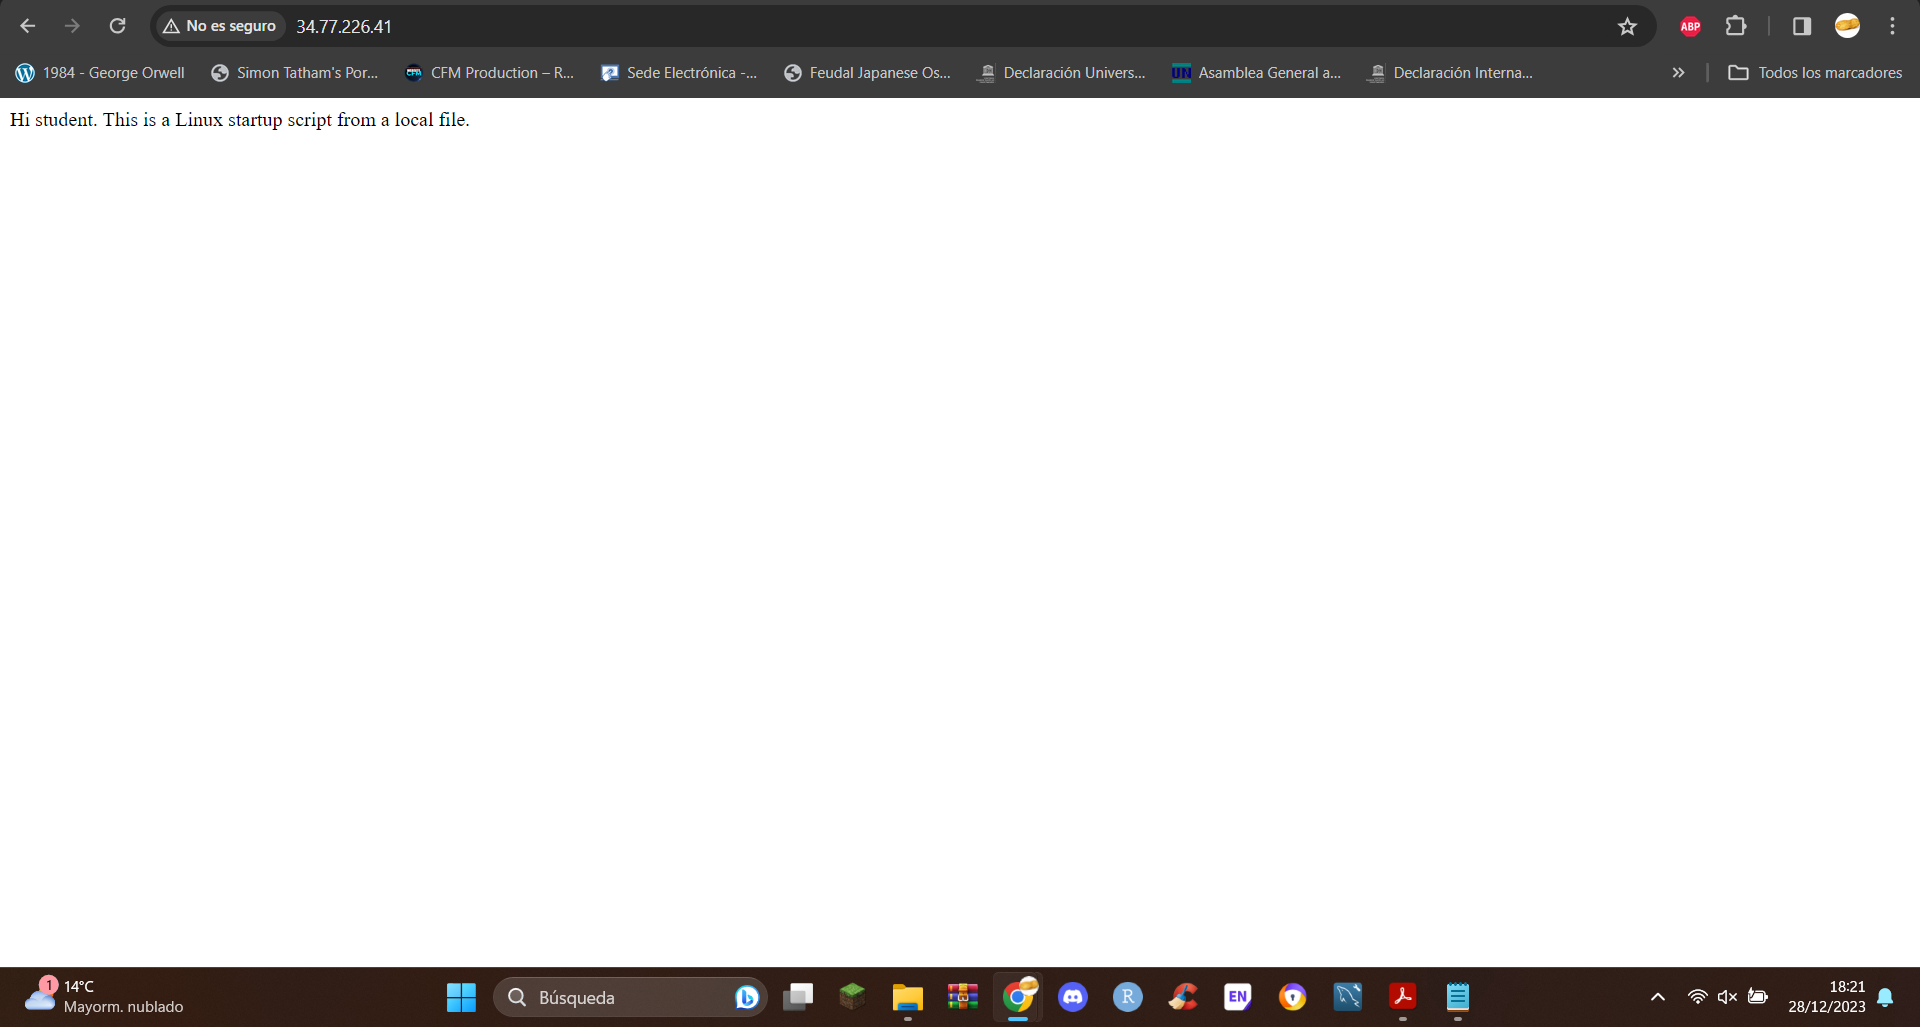 No es seguro 34.77.226.41 ABP
1984 - George Orwell Simon Tatham's Por... CFM Production – R... Sede Electrónica -... Feudal Japanese Os... UN Declaración Univers... Asamblea General a... Declaración Interna... » Todos los marcadores
Hi student. This is a Linux startup script from a local file.
1 14°C
Mayorm. nublado
Búsqueda
R
EN
18:21
28/12/2023